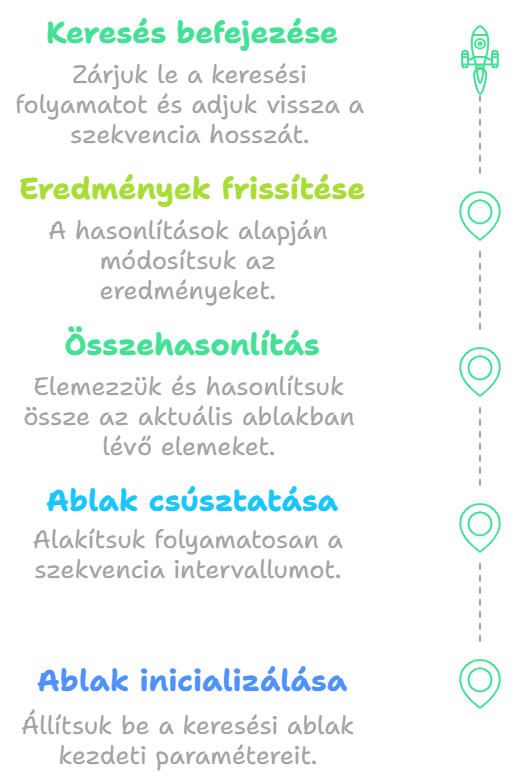 Keresés befejezése
Zárjuk le a keresési
folyamatot és adjuk vissza a
szekvencia hosszát.
Eredmények frissítése
A hasonlítások alapján
módosítsuk az
eredményeket.
Összehasonlítás
Elemezzük és hasonlítsuk
össze az aktuális ablakban
lévő elemeket.
Ablak csúsztatása
Alakítsuk folyamatosan a
szekvencia intervallumot.
Ablak inicializálása
Állítsuk be a keresési ablak
kezdeti paramétereit.